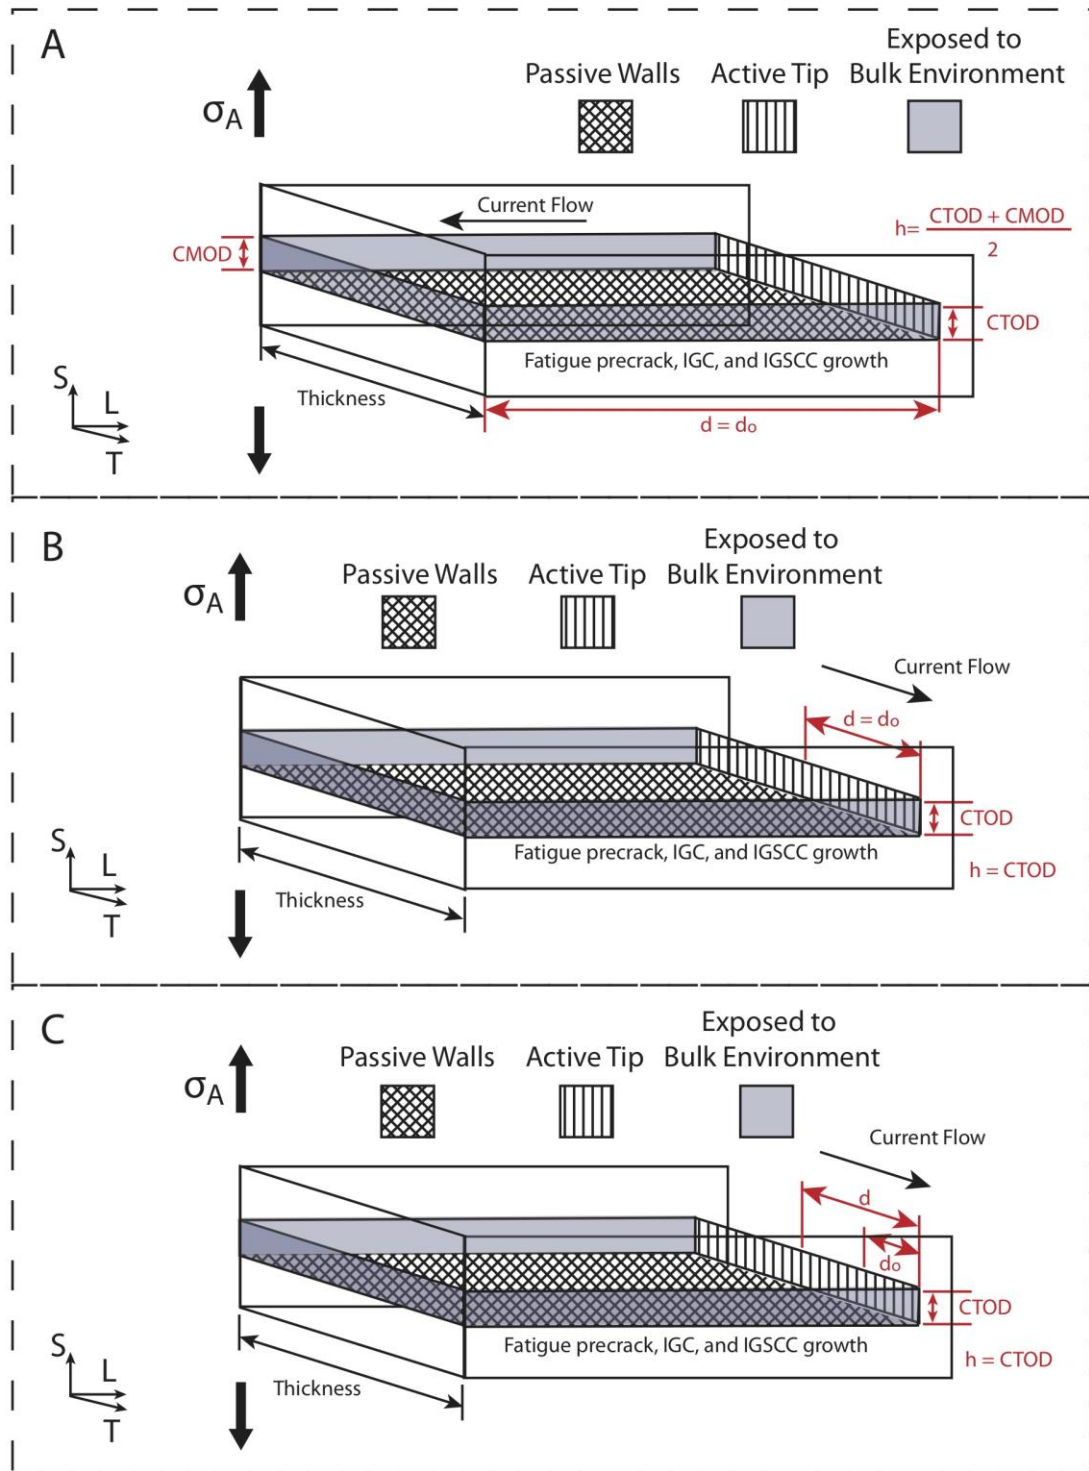 A
Exposed to
Passive Walls Active Tip Bulk Environment
σA
Current Flow
h= CTOD + CMOD
2
CMOD
CTOD
Fatigue precrack, IGC, and IGSCC growth
Thickness
d = do
S
L
T
B
Exposed to
Passive Walls Active Tip Bulk Environment
σA
Current Flow
d = do
CTOD
Fatigue precrack, IGC, and IGSCC growth
h = CTOD
Thickness
S
L
T
C
Exposed to
Passive Walls Active Tip Bulk Environment
σA
Current Flow
d
do
CTOD
Fatigue precrack, IGC, and IGSCC growth
h = CTOD
Thickness
S
L
T